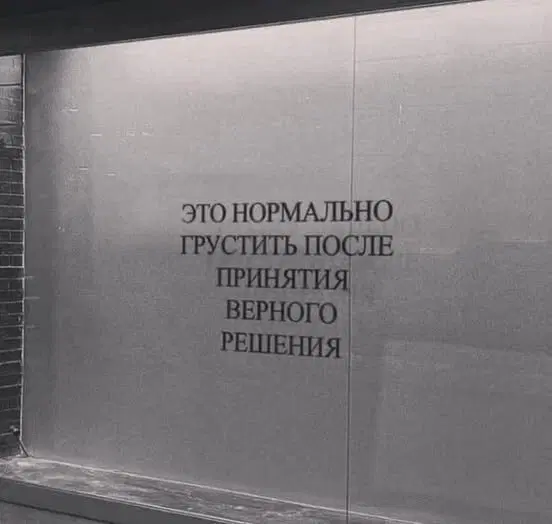 ЭТО НОРМАЛЬНО
ГРУСТИТЬ ПОСЛЕ
ПРИНЯТИЯ
ВЕРНОГО
РЕШЕНИЯ